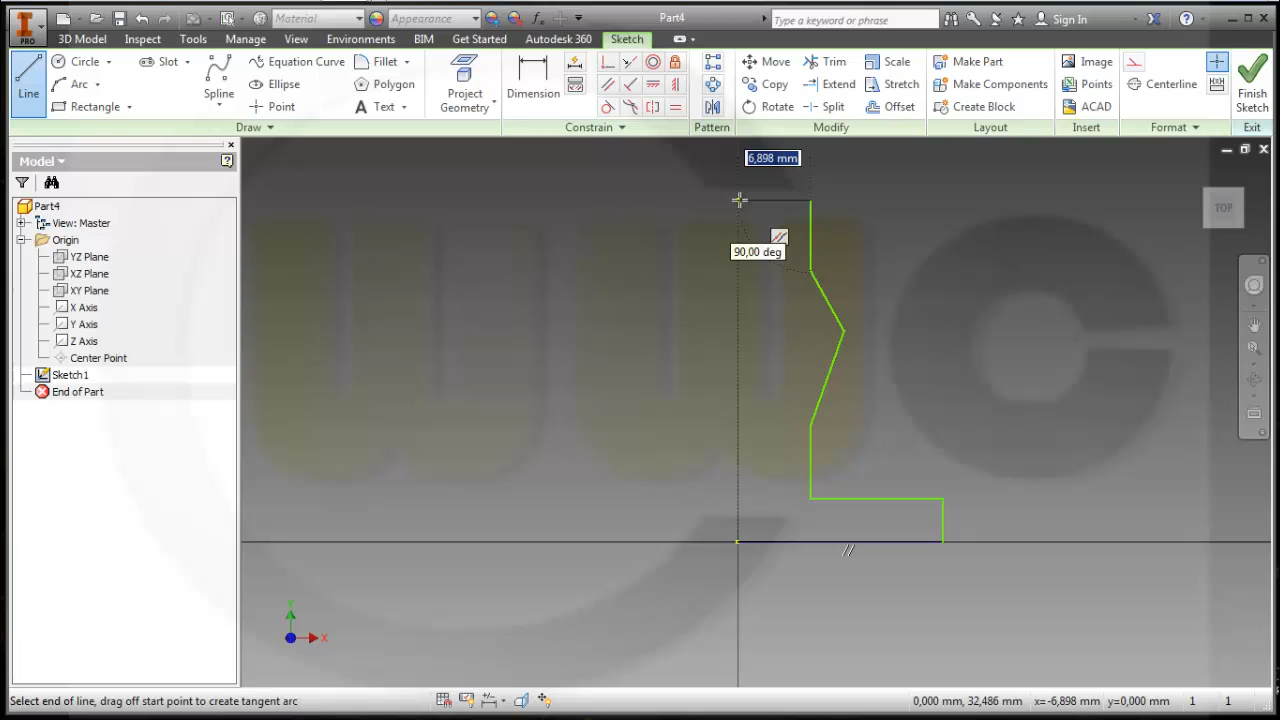 PRO
Material
Appearance
Part4
Type a keyword or phrase
Sign In
3D Model
Inspect
Tools
Manage
View
Environments
BIM
Get Started
Autodesk 360
Sketch
Line
Circle
Arc
Rectangle
Slot
Spline
Equation Curve
Ellipse
Point
Fillet
Polygon
Text
Project
Geometry
Dimension
Move
Copy
Rotate
Trim
Extend
Split
Scale
Stretch
Offset
Make Part
Make Components
Create Block
Image
Points
ACAD
Centerline
Finish
Sketch
Draw
Constrain
Pattern
Modify
Layout
Insert
Format
Exit
Model
Part4
View: Master
Origin
YZ Plane
XZ Plane
XY Plane
X Axis
Y Axis
Z Axis
Center Point
Sketch1
End of Part
6,898 mm
90,00 deg
TOP
Y
X
Select end of line, drag off start point to create tangent arc
0,000 mm, 32,486 mm
x=-6,898 mm
y=0,000 mm
1
1